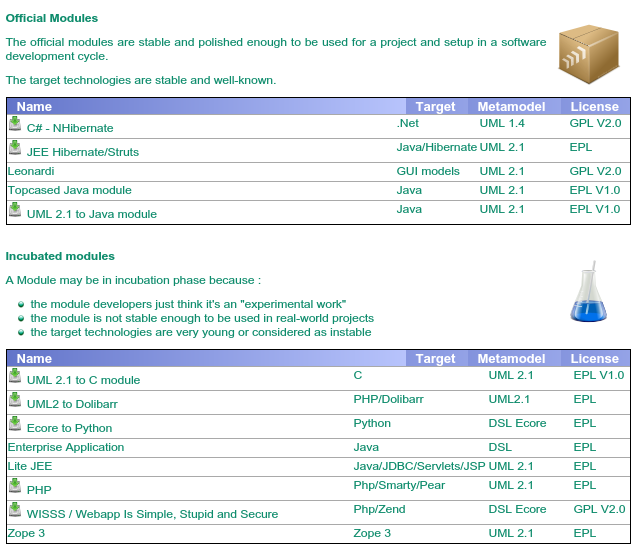 Official Modules
The official modules are stable and polished enough to be used for a project and setup in a software
development cycle.
The target technologies are stable and well-known.
Name Target Metamodel License
C# - NHibernate .Net UML 1.4 GPL V2.0
JEE Hibernate/Struts Java/Hibernate UML 2.1 EPL
Leonardi GUI models UML 2.1 GPL V2.0
Topcased Java module Java UML 2.1 EPL V1.0
UML 2.1 to Java module Java UML 2.1 EPL V1.0
Incubated modules
A Module may be in incubation phase because :
the module developers just think it's an "experimental work"
the module is not stable enough to be used in real-world projects
the target technologies are very young or considered as instable
Name Target Metamodel License
UML 2.1 to C module C UML 2.1 EPL V1.0
UML2 to Dolibarr PHP/Dolibarr UML2.1 EPL
Ecore to Python Python DSL Ecore EPL
Enterprise Application Java DSL EPL
Lite JEE Java/JDBC/Servlets/JSP UML 2.1 EPL
PHP Php/Smarty/Pear UML 2.1 EPL
WISSS / Webapp Is Simple, Stupid and Secure Php/Zend DSL Ecore GPL V2.0
Zope 3 Zope 3 UML 2.1 EPL